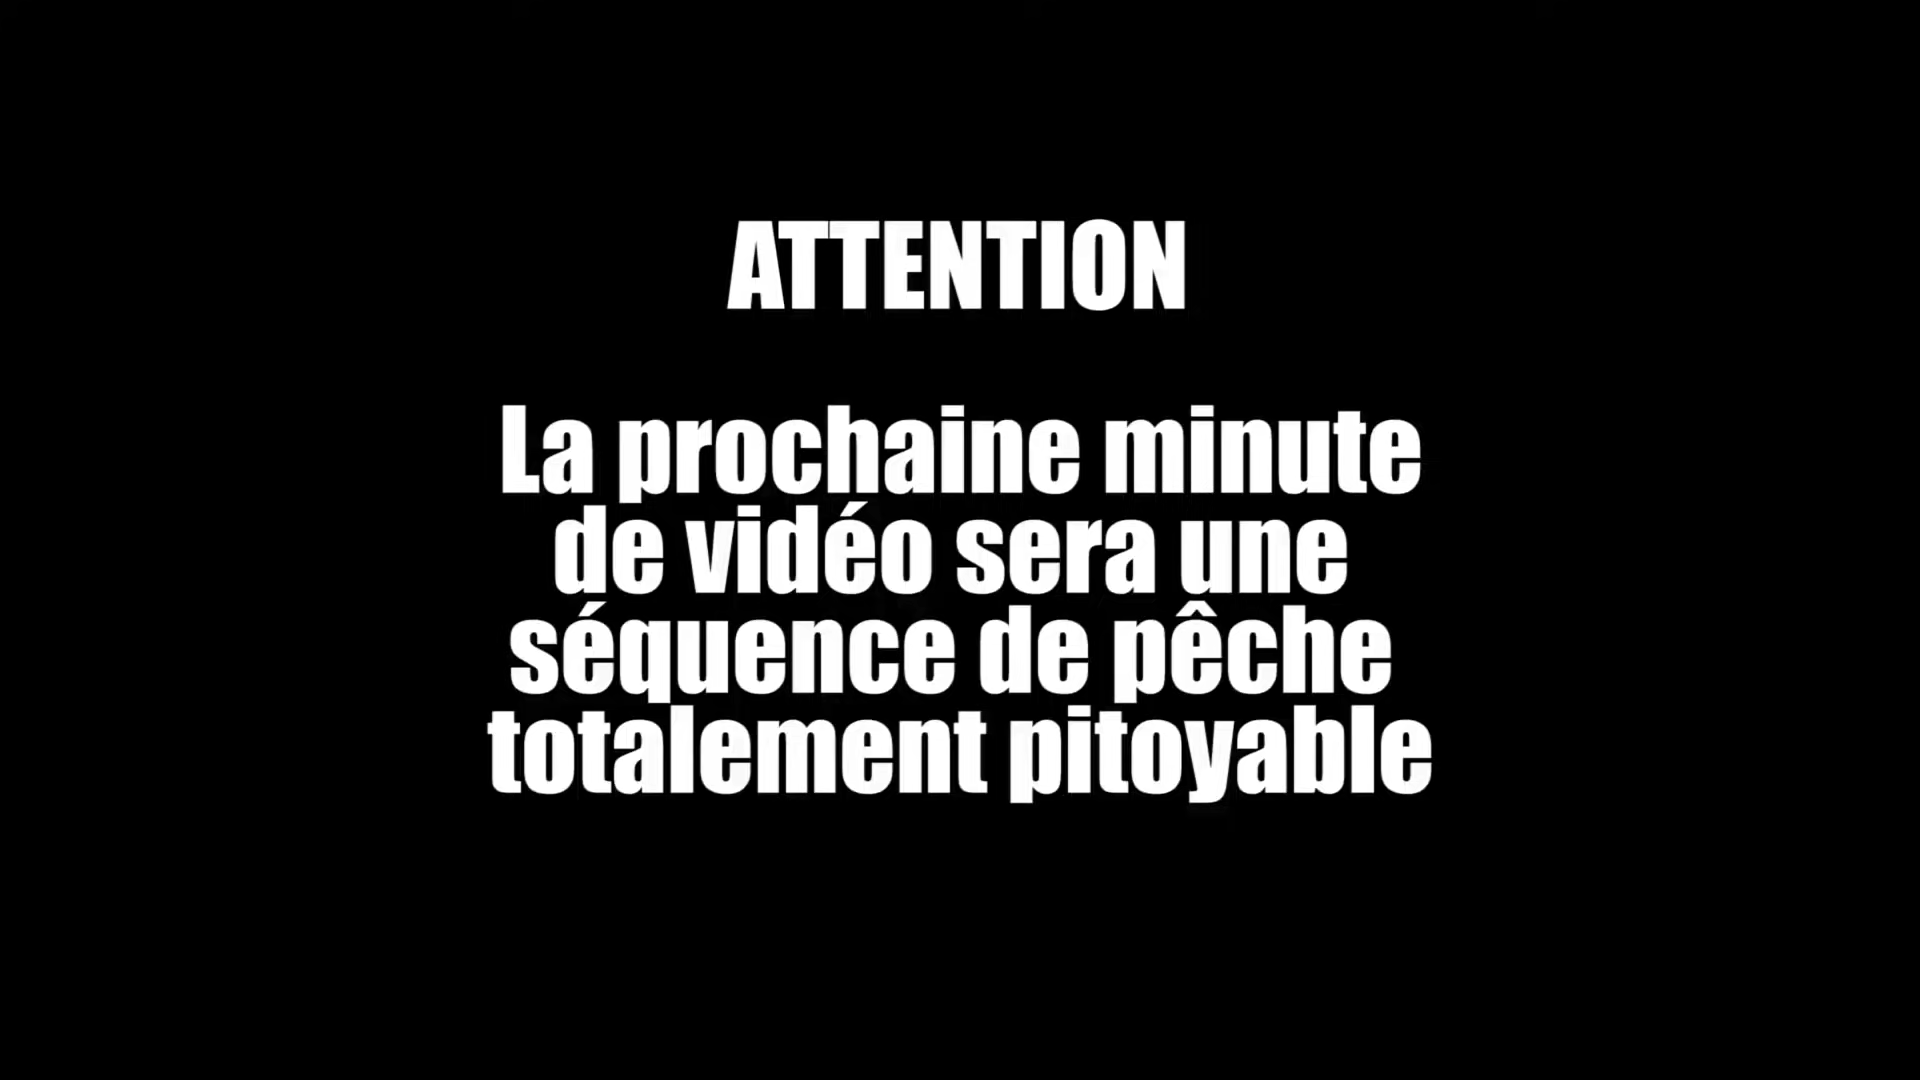 ATTENTION
La prochaine minute
de vidéo sera une
séquence de pêche
totalement pitoyable